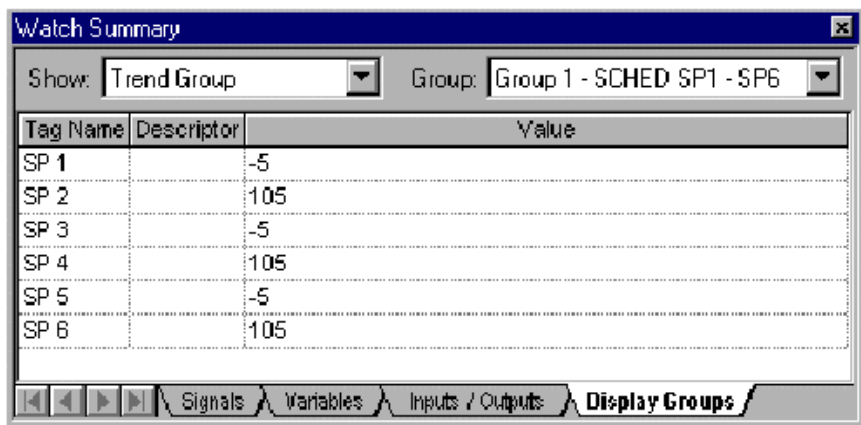 Watch Summary
Show: Trend Group Group: Group 1 - SCHED SP1 - SP6
Tag Name Descriptor Value
SP 1 -5
SP 2 105
SP 3 -5
SP 4 105
SP 5 -5
SP 6 105
Signals Variables Inputs / Outputs Display Groups